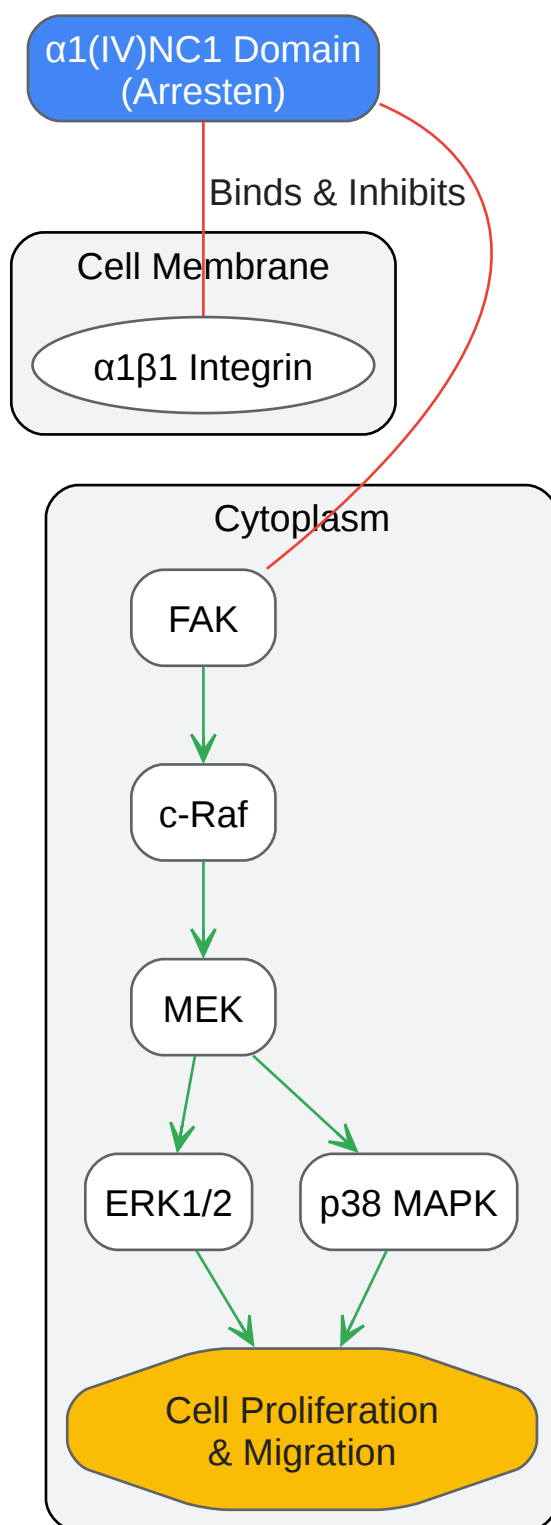 α1(IV)NC1 Domain
(Arresten)
Binds & Inhibits
Cell Membrane
α1β1 Integrin
Cytoplasm
FAK
c-Raf
MEK
ERK1/2
p38 MAPK
Cell Proliferation
& Migration